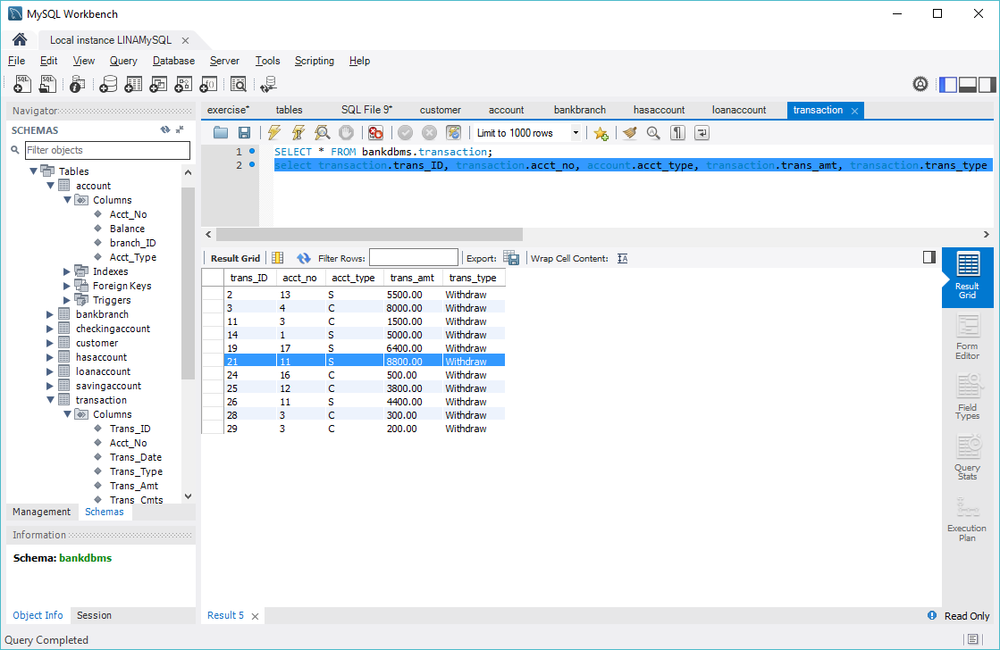 MySQL Workbench
Local instance LINAMySQL
File Edit View Query Database Server Tools Scripting Help
Navigator
SCHEMAS
Filter objects
Tables
account
Columns
Acct_No
Balance
branch_ID
Acct_Type
Indexes
Foreign Keys
Triggers
bankbranch
checkingaccount
customer
hasaccount
loanaccount
savingaccount
transaction
Columns
Trans_ID
Acct_No
Trans_Date
Trans_Type
Trans_Amt
Trans_Cmts
Management Schemas
Information
Schema: bankdbms
Object Info Session
exercise* tables SQL File 9* customer account bankbranch hasaccount loanaccount transaction
Limit to 1000 rows
1 SELECT * FROM bankdbms.transaction;
2 select transaction.trans_ID, transaction.acct_no, account.acct_type, transaction.trans_amt, transaction.trans_type
Result Grid Filter Rows: Export: Wrap Cell Content:
trans_ID acct_no acct_type trans_amt trans_type
2 13 S 5500.00 Withdraw
3 4 C 8000.00 Withdraw
11 3 C 1500.00 Withdraw
14 1 S 5000.00 Withdraw
19 17 S 6400.00 Withdraw
21 11 S 8800.00 Withdraw
24 16 C 500.00 Withdraw
25 12 C 3800.00 Withdraw
26 11 S 4400.00 Withdraw
28 3 C 300.00 Withdraw
29 3 C 200.00 Withdraw
Result
Grid
Form
Editor
Field
Types
Query
Stats
Execution
Plan
Result 5
Read Only
Query Completed